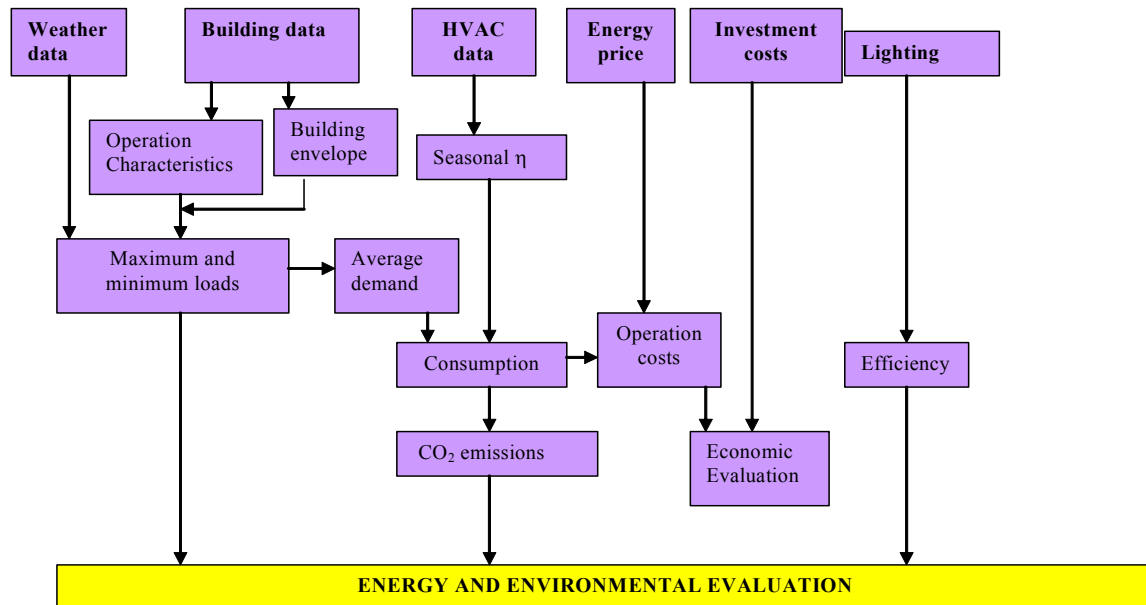 Weather
data
Building data
HVAC
data
Energy
price
Investment
costs
Lighting
Operation
Characteristics
Building
envelope
Seasonal η
Maximum and
minimum loads
Average
demand
Operation
costs
Consumption
Efficiency
CO₂ emissions
Economic
Evaluation
ENERGY AND ENVIRONMENTAL EVALUATION